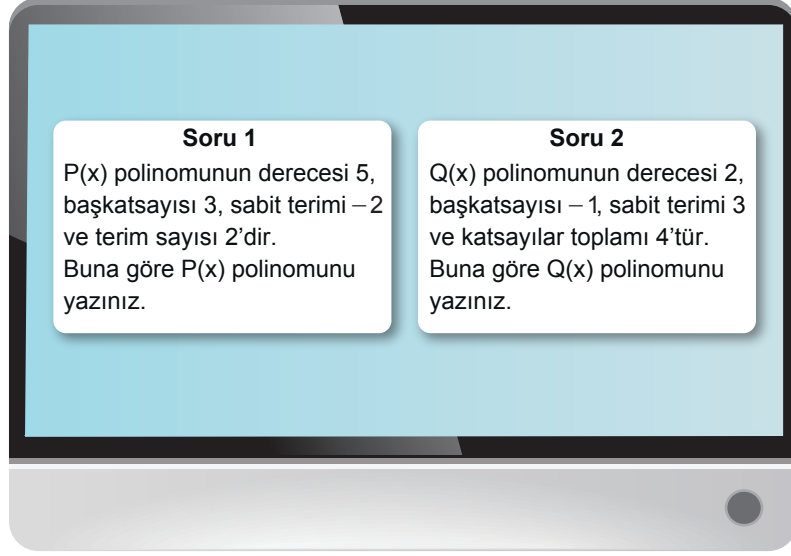 Soru 1
P(x) polinomunun derecesi 5,
başkatsayısı 3, sabit terimi −2
ve terim sayısı 2’dir.
Buna göre P(x) polinomunu
yazınız.
Soru 2
Q(x) polinomunun derecesi 2,
başkatsayısı −1, sabit terimi 3
ve katsayılar toplamı 4’tür.
Buna göre Q(x) polinomunu
yazınız.